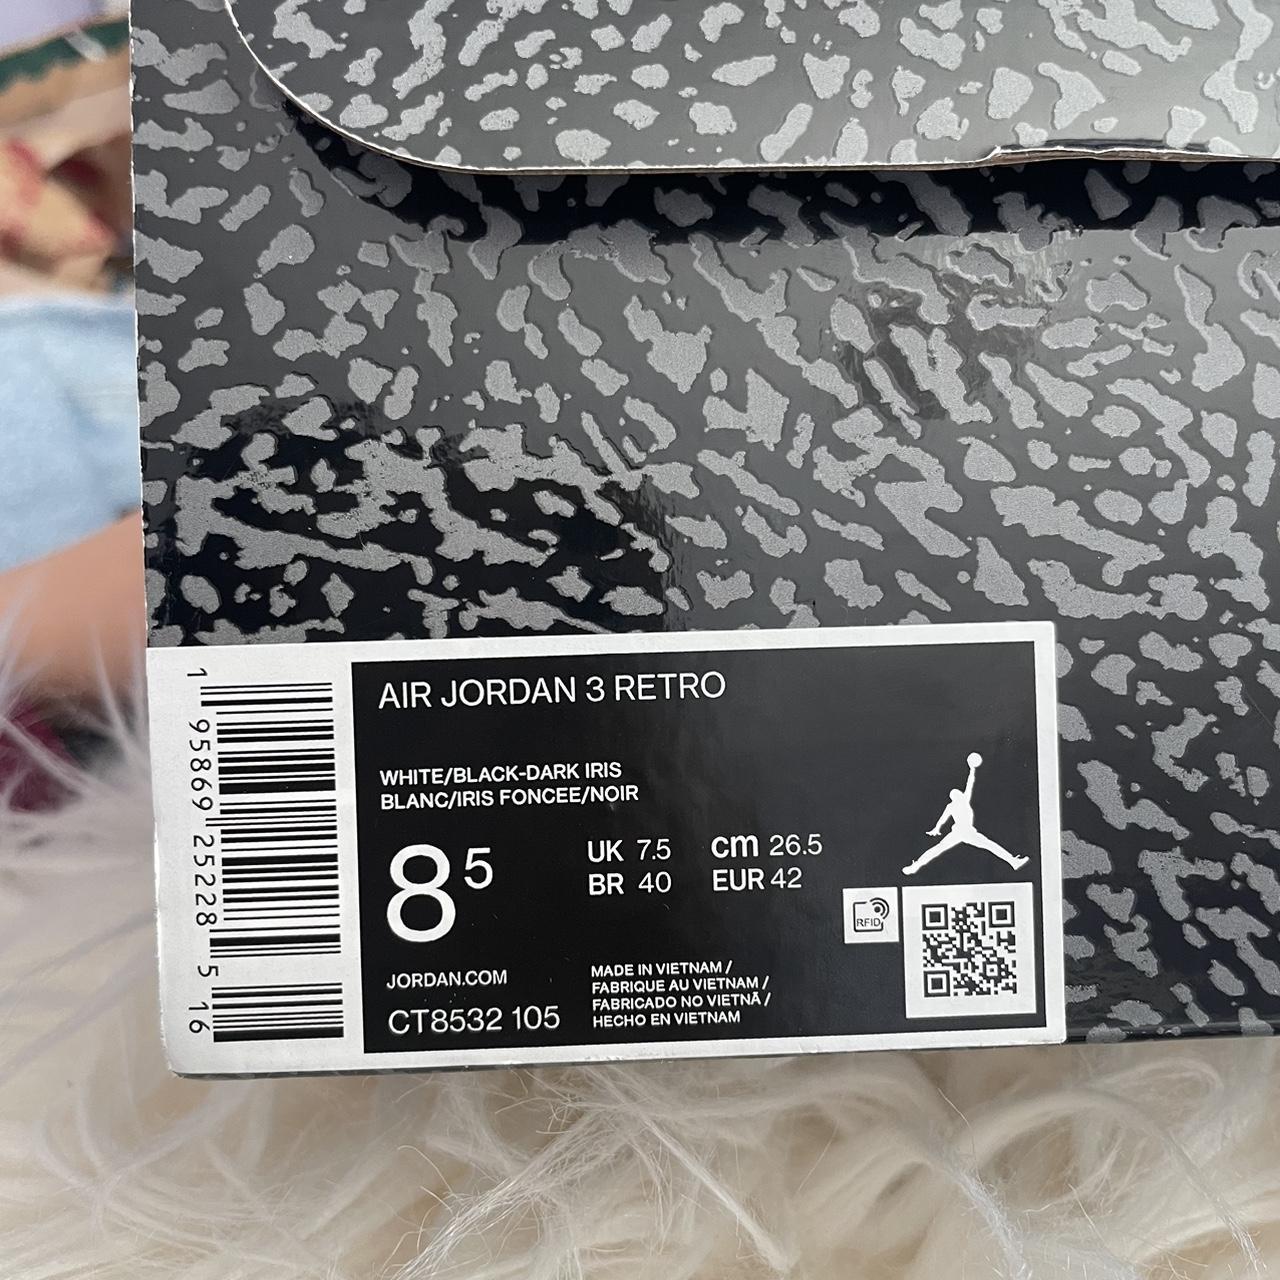 AIR JORDAN 3 RETRO
WHITE/BLACK-DARK IRIS
BLANC/IRIS FONCEE/NOIR
8 5
UK 7.5 cm 26.5
BR 40 EUR 42
RFID
JORDAN.COM
CT8532 105
MADE IN VIETNAM /
FABRIQUE AU VIETNAM /
FABRICADO NO VIETNÃ /
HECHO EN VIETNAM
1 95869 25228 5 16